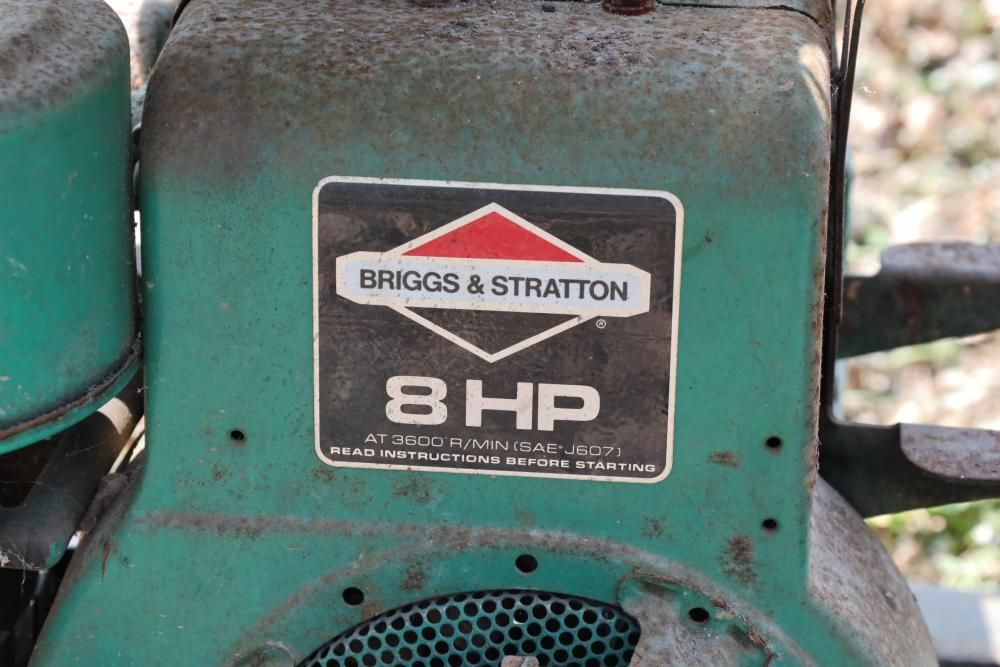 BRIGGS & STRATTON
®
8 HP
AT 3600 R/MIN (SAE-J607)
READ INSTRUCTIONS BEFORE STARTING